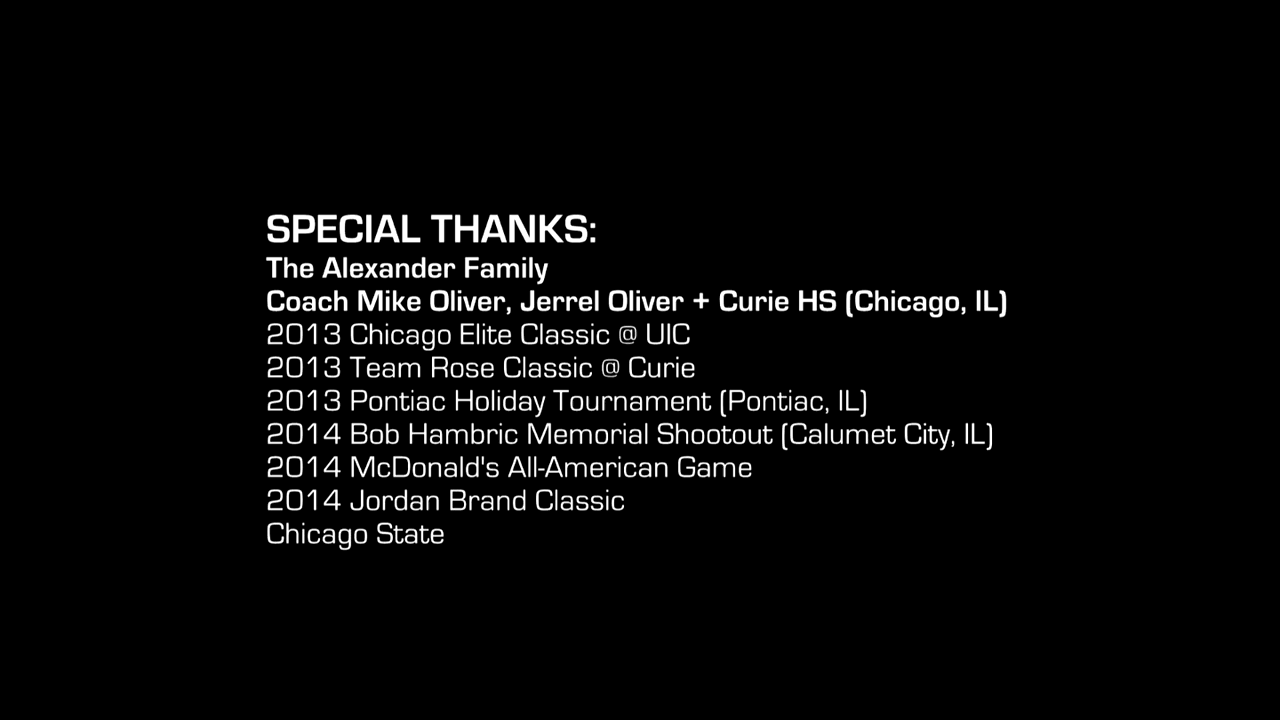 SPECIAL THANKS:
The Alexander Family
Coach Mike Oliver, Jerrel Oliver + Curie HS (Chicago, IL)
2013 Chicago Elite Classic @ UIC
2013 Team Rose Classic @ Curie
2013 Pontiac Holiday Tournament (Pontiac, IL)
2014 Bob Hambric Memorial Shootout (Calumet City, IL)
2014 McDonald's All-American Game
2014 Jordan Brand Classic
Chicago State